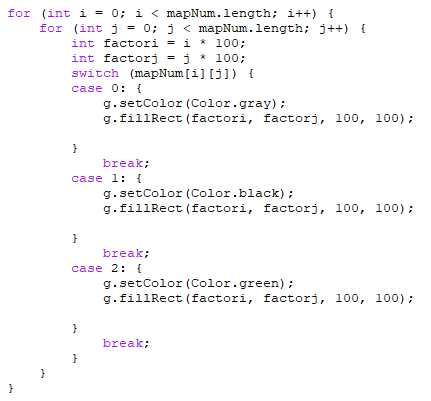 for (int i = 0; i < mapNum.length; i++) {
    for (int j = 0; j < mapNum.length; j++) {
        int factori = i * 100;
        int factorj = j * 100;
        switch (mapNum[i][j]) {
        case 0: {
            g.setColor(Color.gray);
            g.fillRect(factori, factorj, 100, 100);

        }
            break;
        case 1: {
            g.setColor(Color.black);
            g.fillRect(factori, factorj, 100, 100);

        }
            break;
        case 2: {
            g.setColor(Color.green);
            g.fillRect(factori, factorj, 100, 100);

        }
            break;
        }
    }
}